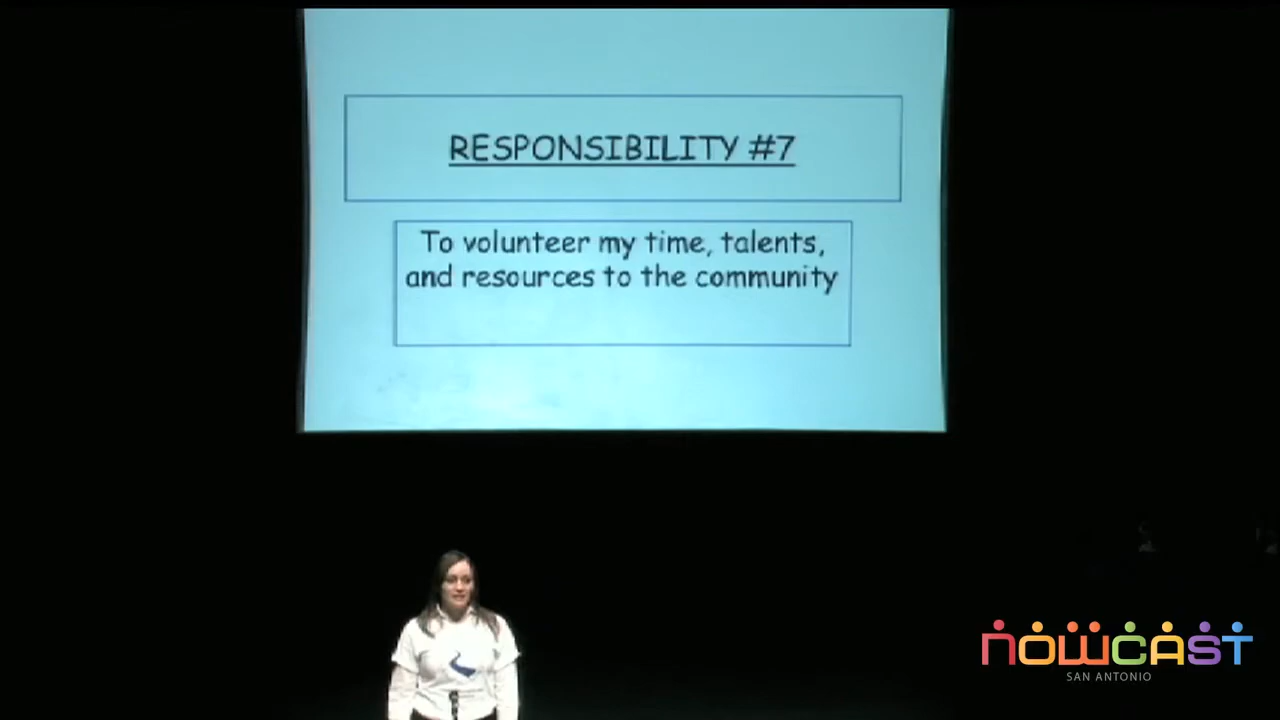 RESPONSIBILITY #7
To volunteer my time, talents,
and resources to the community
nowcast
SAN ANTONIO